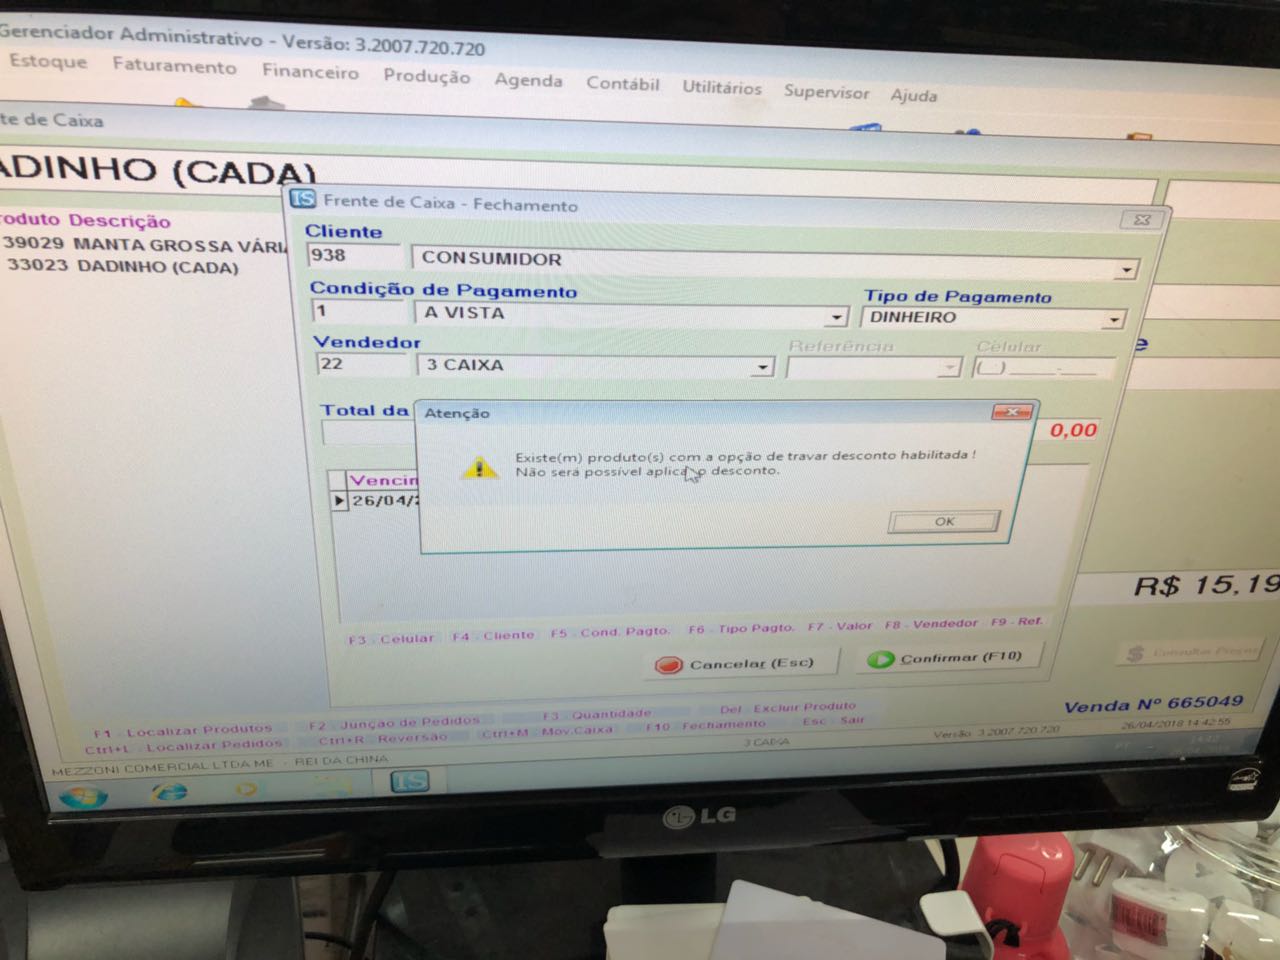 Gerenciador Administrativo - Versão: 3.2007.720.720
Estoque Faturamento Financeiro Produção Agenda Contábil Utilitários Supervisor Ajuda
te de Caixa
ADINHO (CADA)
roduto Descrição
39029 MANTA GROSSA VÁRI
33023 DADINHO (CADA)
IS Frente de Caixa - Fechamento
Cliente
938 CONSUMIDOR
Condição de Pagamento Tipo de Pagamento
1 A VISTA DINHEIRO
Vendedor Referência Celular
22 3 CAIXA (__)____-____
e
Total da
0,00
Vencin
26/04/2
Atenção
Existe(m) produto(s) com a opção de travar desconto habilitada !
Não será possível aplica o desconto.
OK
R$ 15,19
F3 - Celular F4 - Cliente F5 - Cond. Pagto. F6 - Tipo Pagto. F7 - Valor F8 - Vendedor F9 - Ref.
Cancelar (Esc) Confirmar (F10)
$ Consultar Preços
Venda Nº 665049
F1 - Localizar Produtos F2 - Junção de Pedidos F3 - Quantidade Del - Excluir Produto
Ctrl+L - Localizar Pedidos Ctrl+R - Reversão Ctrl+M - Mov.Caixa F10 - Fechamento Esc - Sair
3 CAIXA Versão: 3.2007.720.720 26/04/2018 14:42:55
MEZZONI COMERCIAL LTDA ME - REI DA CHINA
IS
PT
14:42
LG